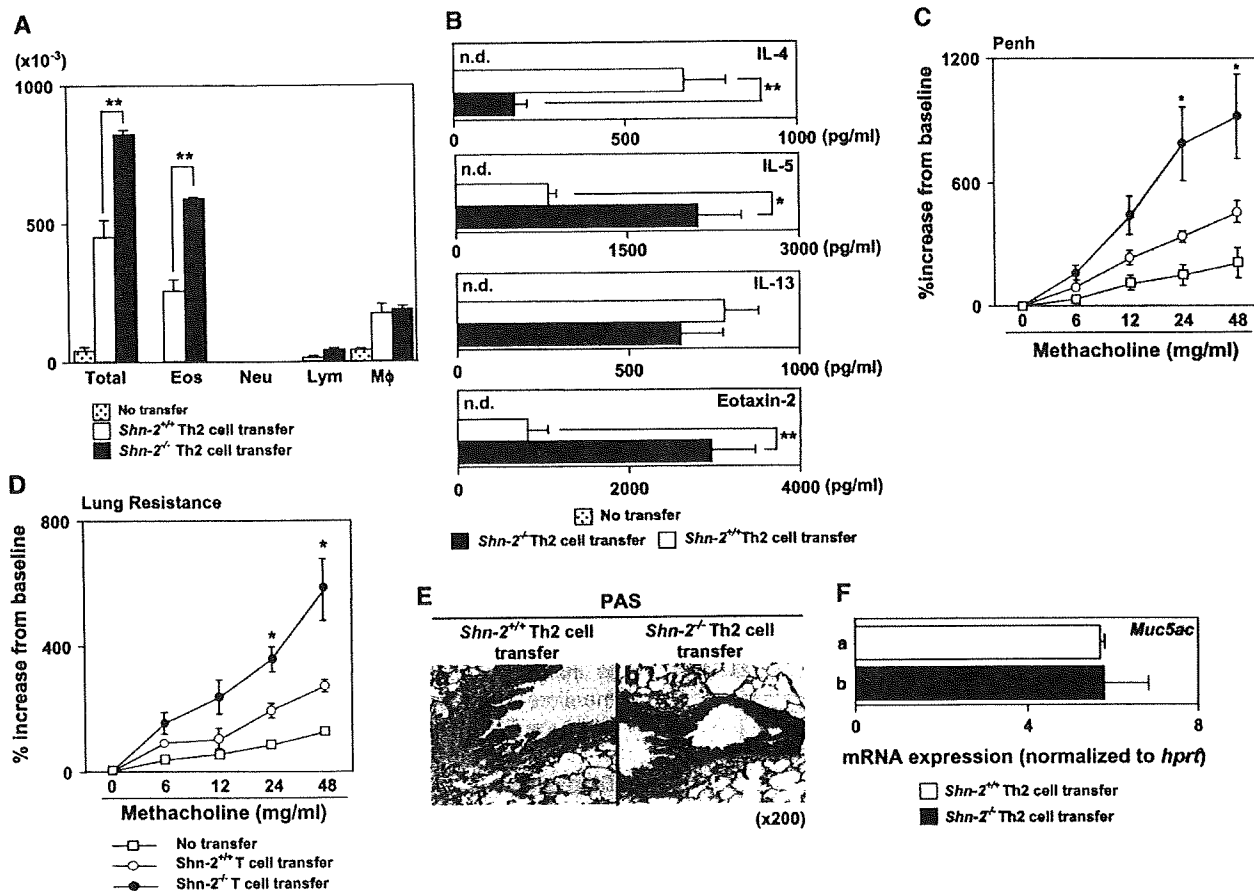 A
(x10⁻³)
1000
**
**
500
0
Total Eos Neu Lym Mϕ
No transfer
Shn-2+/+ Th2 cell transfer
Shn-2-/- Th2 cell transfer
B
n.d. IL-4
**
0 500 1000 (pg/ml)
n.d. IL-5
*
0 1500 3000 (pg/ml)
n.d. IL-13
0 500 1000 (pg/ml)
n.d. Eotaxin-2
**
0 2000 4000 (pg/ml)
No transfer
Shn-2-/-Th2 cell transfer Shn-2+/+Th2 cell transfer
C
Penh
%increase from baseline
1200
600
0
* *
0 6 12 24 48
Methacholine (mg/ml)
D
Lung Resistance
% increase from baseline
800
400
0
* *
0 6 12 24 48
Methacholine (mg/ml)
No transfer
Shn-2+/+ T cell transfer
Shn-2-/- T cell transfer
E
PAS
Shn-2+/+ Th2 cell
transfer
Shn-2-/- Th2 cell
transfer
a b
(x200)
F
Muc5ac
a
b
0 4 8
mRNA expression (normalized to hprt)
Shn-2+/+ Th2 cell transfer
Shn-2-/- Th2 cell transfer